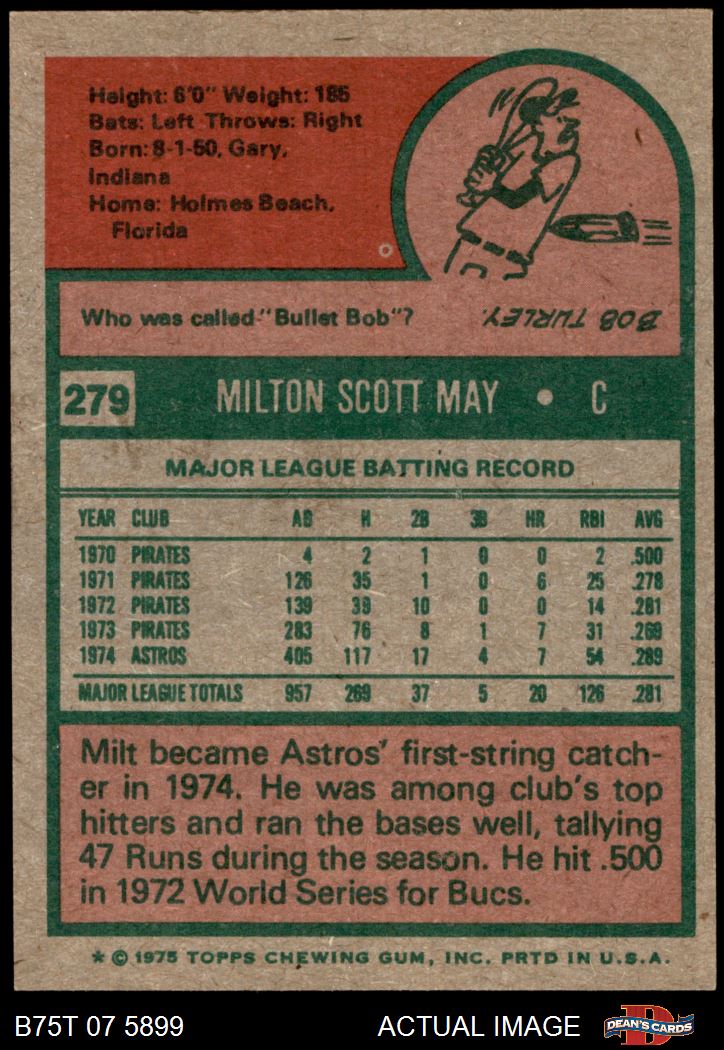 Height: 6'0" Weight: 185
Bats: Left Throws: Right
Born: 8-1-50, Gary,
Indiana
Home: Holmes Beach,
Florida
C
Who was called "Bullet Bob"?
BOB TURLEY.
279 MILTON SCOTT MAY • C
MAJOR LEAGUE BATTING RECORD
YEAR CLUB AB H 2B 3B HR RBI AVG
1970 PIRATES 4 2 1 0 0 2 .500
1971 PIRATES 126 35 1 0 6 25 .278
1972 PIRATES 139 39 10 0 0 14 .281
1973 PIRATES 283 76 8 1 7 31 .269
1974 ASTROS 405 117 17 4 7 54 .289
MAJOR LEAGUE TOTALS 957 269 37 5 20 126 .281
Milt became Astros' first-string catch-
er in 1974. He was among club's top
hitters and ran the bases well, tallying
47 Runs during the season. He hit .500
in 1972 World Series for Bucs.
* © 1975 TOPPS CHEWING GUM, INC. PRTD IN U.S.A.
B75T 07 5899 ACTUAL IMAGE D DEAN'S CARDS